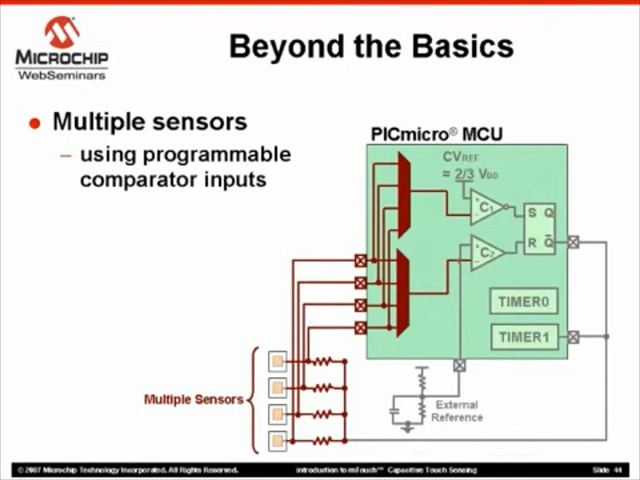 Beyond the Basics
MICROCHIP
WebSeminars
Multiple sensors
– using programmable
comparator inputs
PICmicro® MCU
CVREF
≈ 2/3 VDD
C1
S Q
C2
R Q̅
TIMER0
TIMER1
Multiple Sensors
External
Reference
© 2007 Microchip Technology Incorporated. All Rights Reserved. introduction to mTouch™ Capacitive Touch Sensing Slide 44